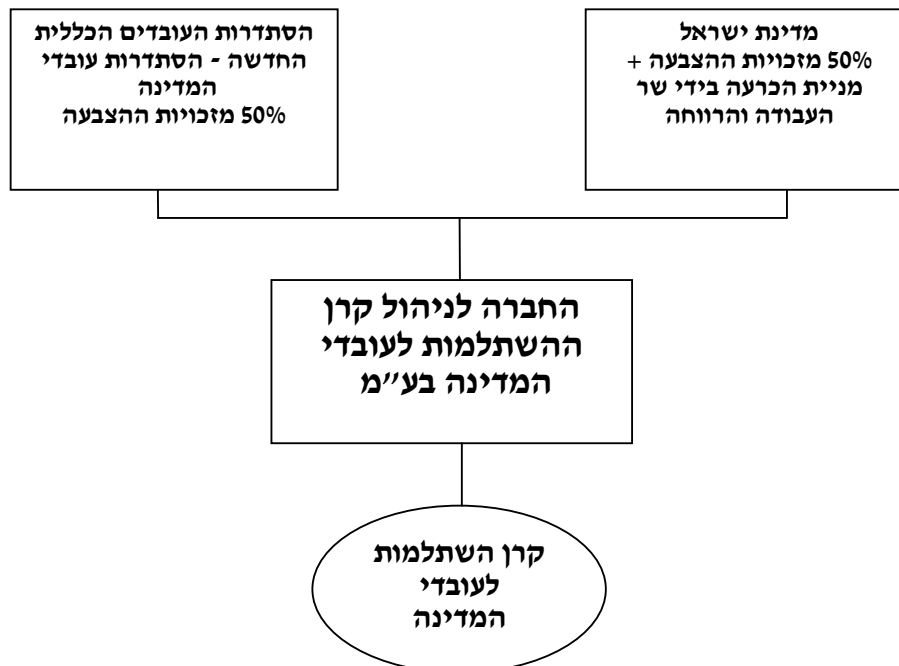 מדינת ישראל
50% מזכויות ההצבעה +
מניית הכרעה בידי שר
העבודה והרווחה
הסתדרות העובדים הכללית
החדשה - הסתדרות עובדי
המדינה
50% מזכויות ההצבעה
החברה לניהול קרן
ההשתלמות לעובדי
המדינה בע״מ
קרן השתלמות
לעובדי
המדינה